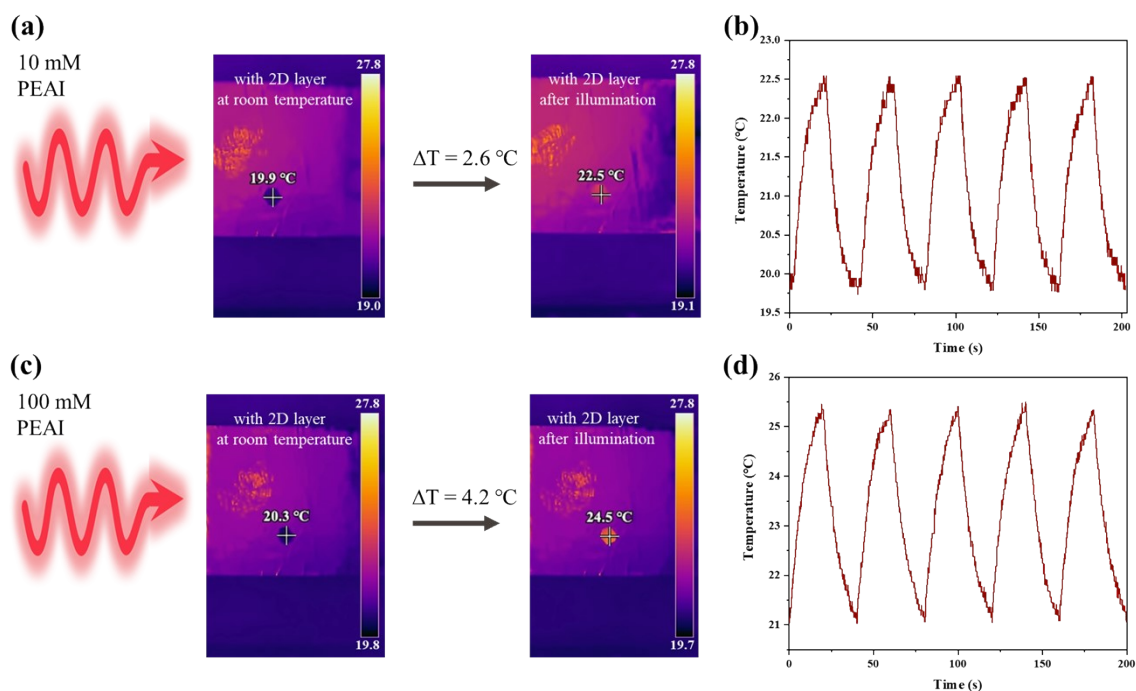 (a)
10 mM
PEAI
27.8
with 2D layer
at room temperature
19.9 °C
19.0
ΔT = 2.6 °C
27.8
with 2D layer
after illumination
22.5 °C
19.1
(b)
23.0
22.5
22.0
21.5
21.0
20.5
20.0
19.5
Temperature (°C)
0
50
100
150
200
Time (s)
(c)
100 mM
PEAI
27.8
with 2D layer
at room temperature
20.3 °C
19.8
ΔT = 4.2 °C
27.8
with 2D layer
after illumination
24.5 °C
19.7
(d)
26
25
24
23
22
21
Temperature (°C)
0
50
100
150
200
Time (s)